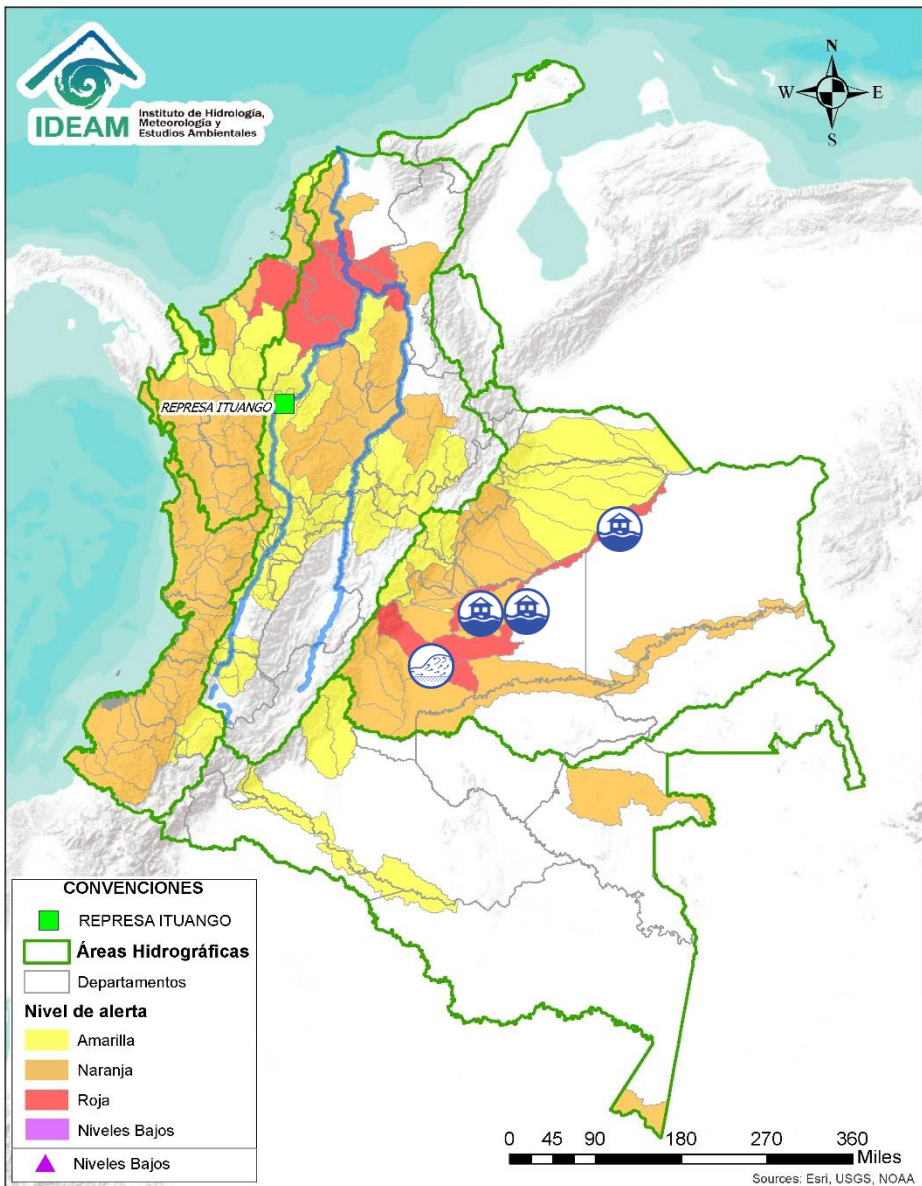 IDEAM
Instituto de Hidrología,
Meteorología y
Estudios Ambientales
N
W
E
S
REPRESA ITUANGO
CONVENCIONES
REPRESA ITUANGO
Áreas Hidrográficas
Departamentos
Nivel de alerta
Amarilla
Naranja
Roja
Niveles Bajos
Niveles Bajos
0 45 90 180 270 360
Miles
Sources: Esri, USGS, NOAA